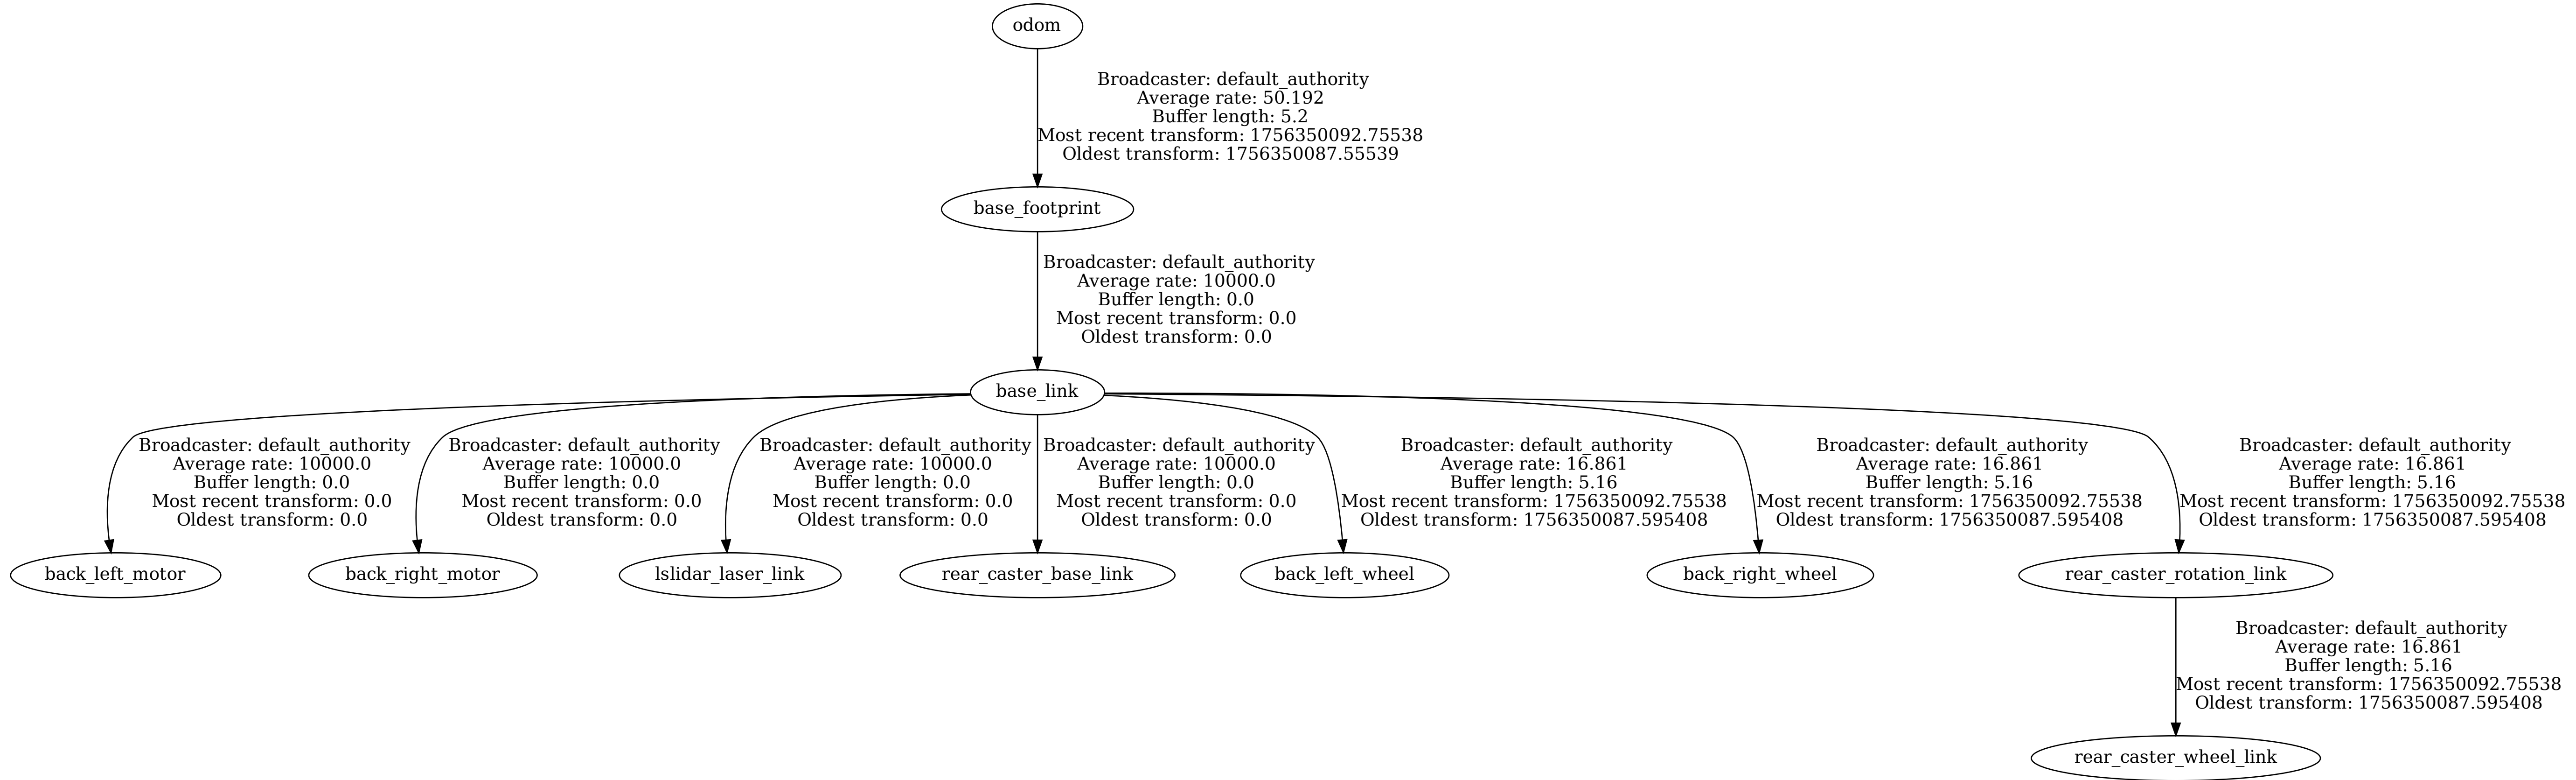 odom
Broadcaster: default_authority
Average rate: 50.192
Buffer length: 5.2
Most recent transform: 1756350092.75538
Oldest transform: 1756350087.55539
base_footprint
Broadcaster: default_authority
Average rate: 10000.0
Buffer length: 0.0
Most recent transform: 0.0
Oldest transform: 0.0
base_link
Broadcaster: default_authority
Average rate: 10000.0
Buffer length: 0.0
Most recent transform: 0.0
Oldest transform: 0.0
Broadcaster: default_authority
Average rate: 10000.0
Buffer length: 0.0
Most recent transform: 0.0
Oldest transform: 0.0
Broadcaster: default_authority
Average rate: 10000.0
Buffer length: 0.0
Most recent transform: 0.0
Oldest transform: 0.0
Broadcaster: default_authority
Average rate: 10000.0
Buffer length: 0.0
Most recent transform: 0.0
Oldest transform: 0.0
Broadcaster: default_authority
Average rate: 16.861
Buffer length: 5.16
Most recent transform: 1756350092.75538
Oldest transform: 1756350087.595408
Broadcaster: default_authority
Average rate: 16.861
Buffer length: 5.16
Most recent transform: 1756350092.75538
Oldest transform: 1756350087.595408
Broadcaster: default_authority
Average rate: 16.861
Buffer length: 5.16
Most recent transform: 1756350092.75538
Oldest transform: 1756350087.595408
back_left_motor
back_right_motor
lslidar_laser_link
rear_caster_base_link
back_left_wheel
back_right_wheel
rear_caster_rotation_link
Broadcaster: default_authority
Average rate: 16.861
Buffer length: 5.16
Most recent transform: 1756350092.75538
Oldest transform: 1756350087.595408
rear_caster_wheel_link